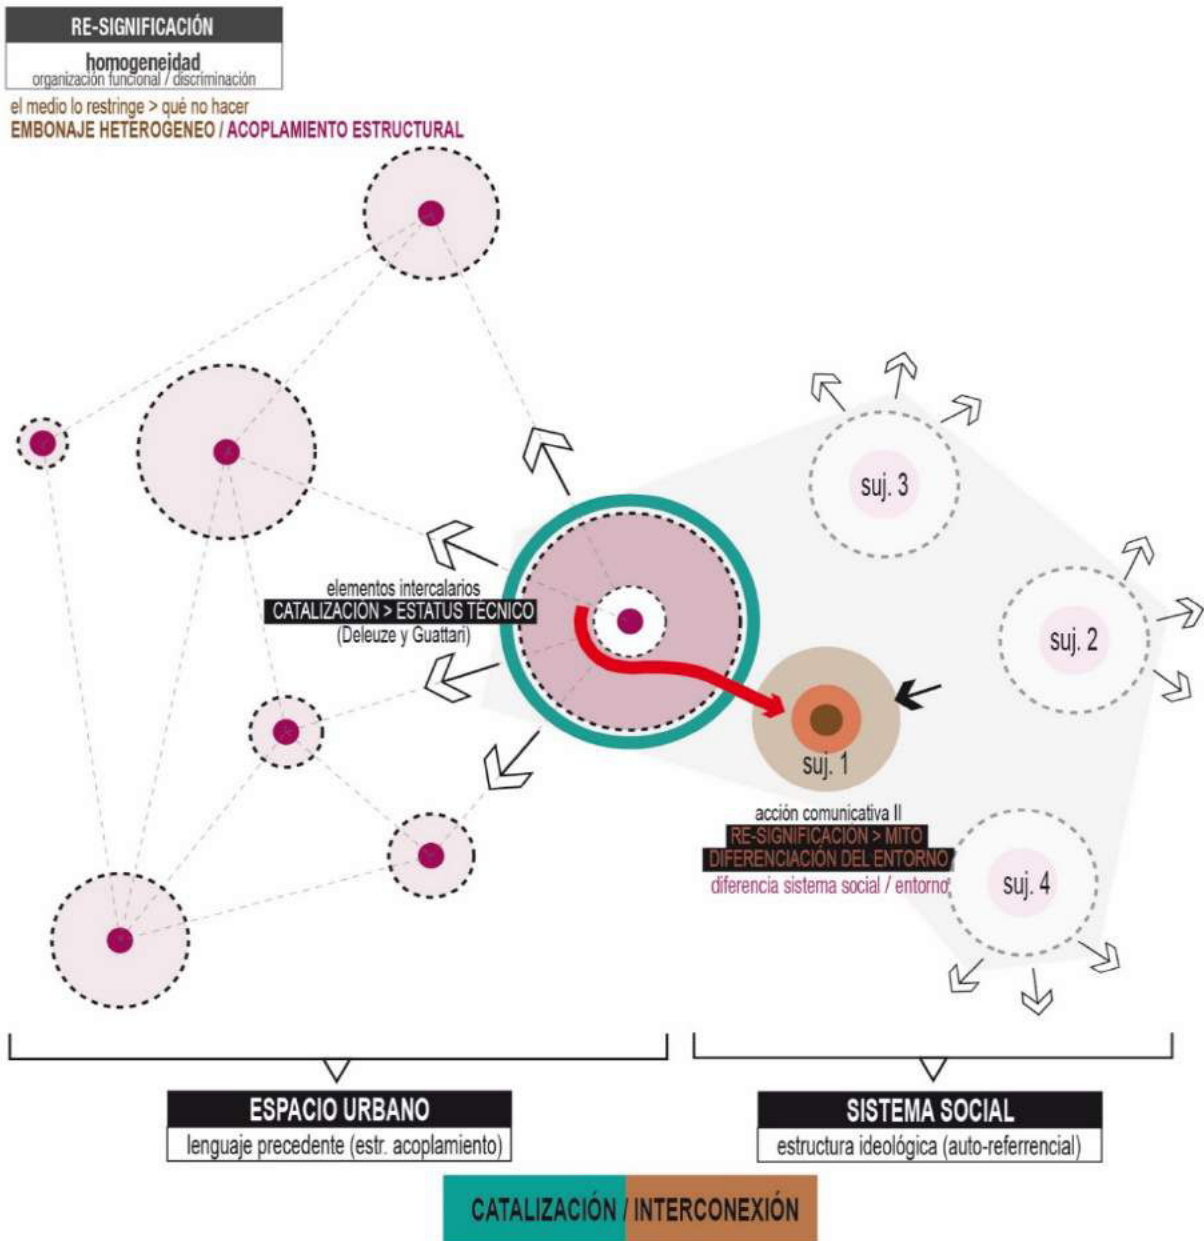 RE-SIGNIFICACIÓN
homogeneidad
organización funcional / discriminación
el medio lo restringe > qué no hacer
EMBONAJE HETEROGENEO / ACOPLAMIENTO ESTRUCTURAL
suj. 3
elementos intercalarios
CATALIZACIÓN > ESTATUS TÉCNICO
(Deleuze y Guattari)
suj. 2
suj. 1
acción comunicativa II
RE-SIGNIFICACIÓN > MITO
DIFERENCIACIÓN DEL ENTORNO
diferencia sistema social / entorno
suj. 4
ESPACIO URBANO
lenguaje precedente (estr. acoplamiento)
SISTEMA SOCIAL
estructura ideológica (auto-referrencial)
CATALIZACIÓN / INTERCONEXIÓN